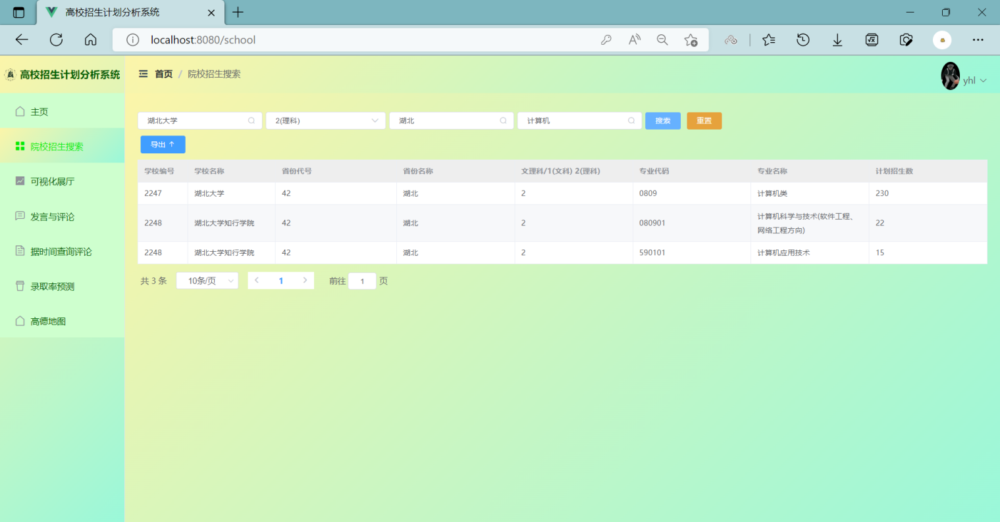 高校招生计划分析系统
localhost:8080/school
高校招生计划分析系统
首页 / 院校招生搜索
yhl
主页
院校招生搜索
可视化展厅
发言与评论
据时间查询评论
录取率预测
高德地图
湖北大学 2(理科) 湖北 计算机 搜索 重置
导出
学校编号 学校名称 省份代号 省份名称 文理科/1(文科) 2(理科) 专业代码 专业名称 计划招生数
2247 湖北大学 42 湖北 2 0809 计算机类 230
2248 湖北大学知行学院 42 湖北 2 080901 计算机科学与技术(软件工程、
网络工程方向) 22
2248 湖北大学知行学院 42 湖北 2 590101 计算机应用技术 15
共 3 条 10条/页 1 前往 1 页